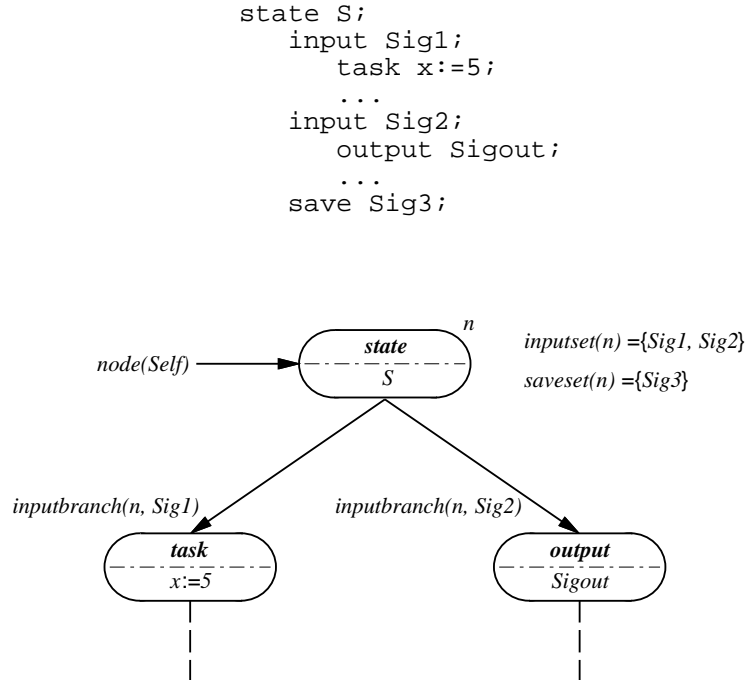 state S;
input Sig1;
task x:=5;
...
input Sig2;
output Sigout;
...
save Sig3;
n
state
inputset(n) ={Sig1, Sig2}
node(Self)
S
saveset(n) ={Sig3}
inputbranch(n, Sig1)
inputbranch(n, Sig2)
task
x:=5
output
Sigout